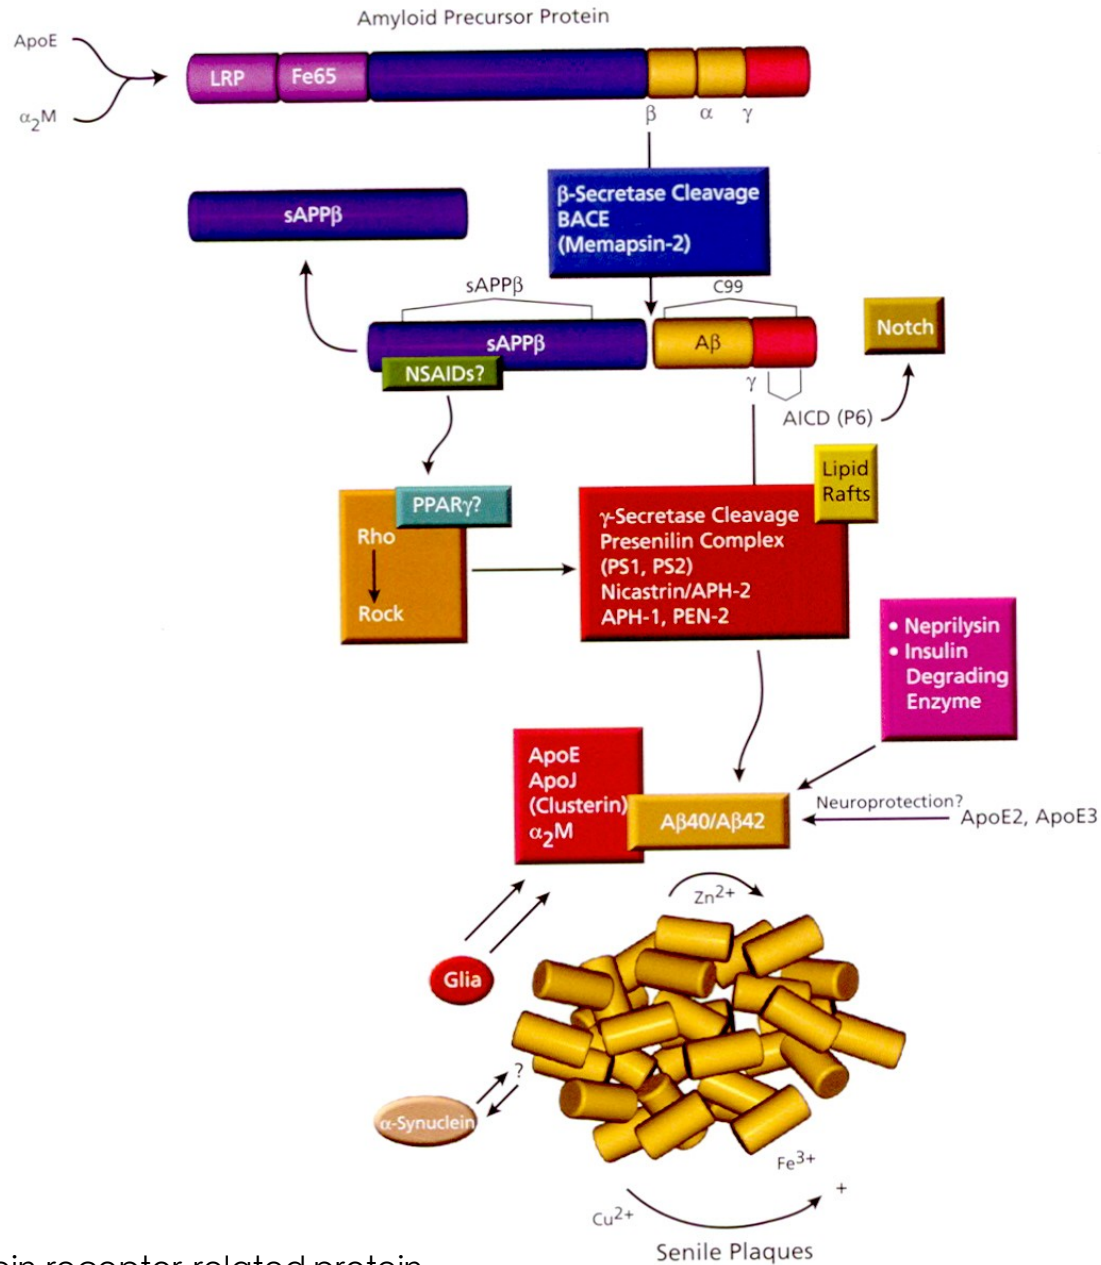 Amyloid Precursor Protein
ApoE
α2M
LRP
Fe65
β
α
γ
β-Secretase Cleavage
BACE
(Memapsin-2)
sAPPβ
sAPPβ
C99
sAPPβ
Aβ
Notch
NSAIDs?
γ
AICD (P6)
Lipid
Rafts
PPARγ?
Rho
Rock
γ-Secretase Cleavage
Presenilin Complex
(PS1, PS2)
Nicastrin/APH-2
APH-1, PEN-2
• Neprilysin
• Insulin
Degrading
Enzyme
ApoE
ApoJ
(Clusterin)
α2M
Aβ40/Aβ42
Neuroprotection?
ApoE2, ApoE3
Zn2+
Glia
?
α-Synuclein
Fe3+
Cu2+
+
Senile Plaques
receptor related protein